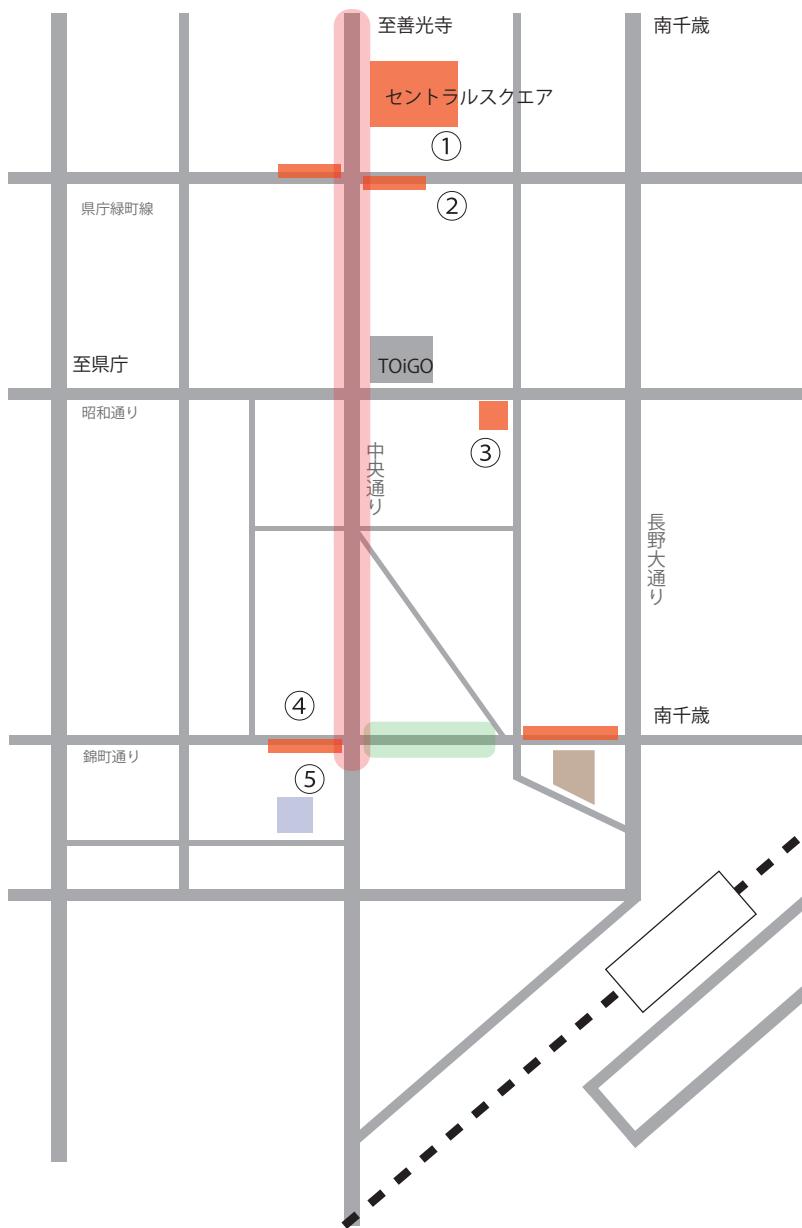 至善光寺
南千歳
セントラルスクエア
①
②
県庁緑町線
至県庁
TOiGO
昭和通り
③
中央通り
長野大通り
④
南千歳
錦町通り
⑤